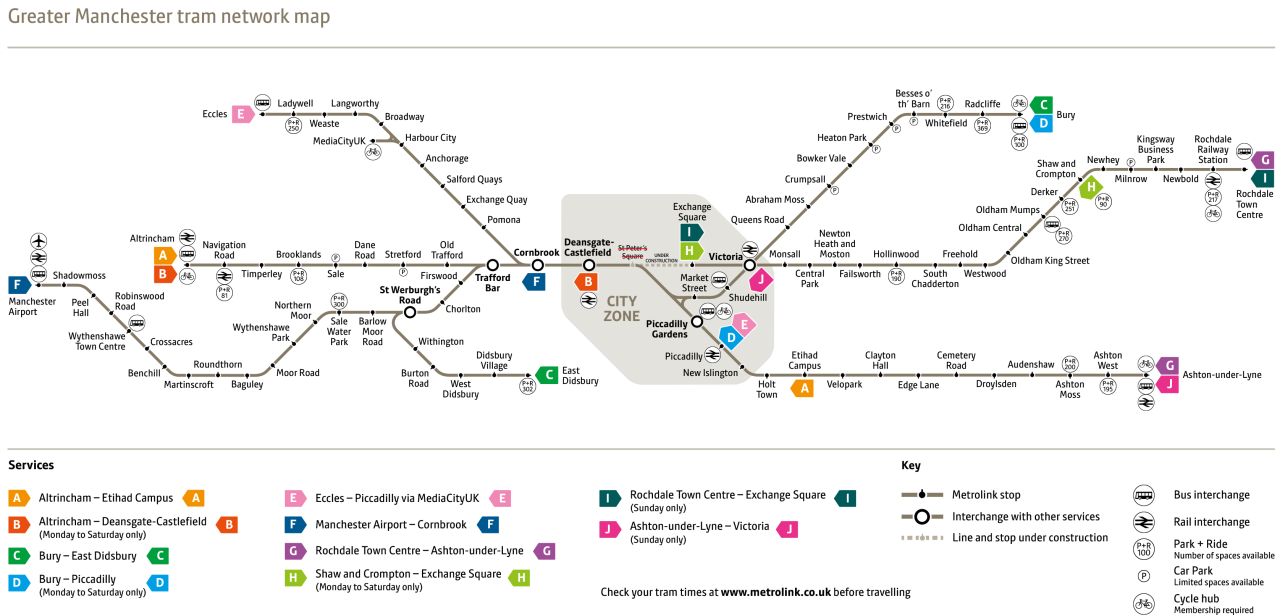 Greater Manchester tram network map
Eccles
E
Ladywell
P+R
250
Weaste
Langworthy
Broadway
MediaCityUK
Harbour City
Anchorage
Salford Quays
Exchange Quay
Pomona
Altrincham
A
B
Navigation
Road
P+R
81
Timperley
Brooklands
P+R
108
P
Sale
Dane
Road
Stretford
P
Old
Trafford
Trafford
Bar
Cornbrook
F
Deansgate-
Castlefield
B
St Peter's
Square
UNDER
CONSTRUCTION
Exchange
Square
I
H
Victoria
J
Market
Street
Shudehill
CITY
ZONE
Piccadilly
Gardens
E
D
Piccadilly
New Islington
F
Manchester
Airport
Shadowmoss
Peel
Hall
Robinswood
Road
Wythenshawe
Town Centre
Crossacres
Benchill
Martinscroft
Roundthorn
Baguley
Moor Road
Wythenshawe
Park
Northern
Moor
P+R
300
Sale
Water
Park
Barlow
Moor
Road
St Werburgh's
Road
Chorlton
Firswood
Withington
Burton
Road
West
Didsbury
Didsbury
Village
P+R
302
C
East
Didsbury
Queens Road
Abraham Moss
Crumpsall
P
Bowker Vale
Heaton Park
P
Prestwich
P
Besses o'
th' Barn
P
P+R
216
Whitefield
Radcliffe
P+R
369
P+R
100
C
D
Bury
Monsall
Central
Park
Newton
Heath and
Moston
Failsworth
Hollinwood
P+R
190
South
Chadderton
Freehold
Westwood
Oldham King Street
Oldham Central
Oldham Mumps
P+R
270
Derker
P+R
251
Shaw and
Crompton
H
P+R
90
Newhey
P
Milnrow
Kingsway
Business
Park
Newbold
Rochdale
Railway
Station
P+R
217
G
I
Rochdale
Town
Centre
Holt
Town
Etihad
Campus
A
Velopark
Clayton
Hall
Edge Lane
Cemetery
Road
Droylsden
Audenshaw
P+R
200
Ashton
Moss
Ashton
West
P+R
195
G
J
Ashton-under-Lyne
Services
A Altrincham – Etihad Campus A
B Altrincham – Deansgate-Castlefield B
(Monday to Saturday only)
C Bury – East Didsbury C
D Bury – Piccadilly D
(Monday to Saturday only)
E Eccles – Piccadilly via MediaCityUK E
F Manchester Airport – Cornbrook F
G Rochdale Town Centre – Ashton-under-Lyne G
H Shaw and Crompton – Exchange Square H
(Monday to Saturday only)
I Rochdale Town Centre – Exchange Square I
(Sunday only)
J Ashton-under-Lyne – Victoria J
(Sunday only)
Check your tram times at www.metrolink.co.uk before travelling
Key
Metrolink stop
Interchange with other services
Line and stop under construction
Bus interchange
Rail interchange
P+R
100
Park + Ride
Number of spaces available
P
Car Park
Limited spaces available
Cycle hub
Membership required